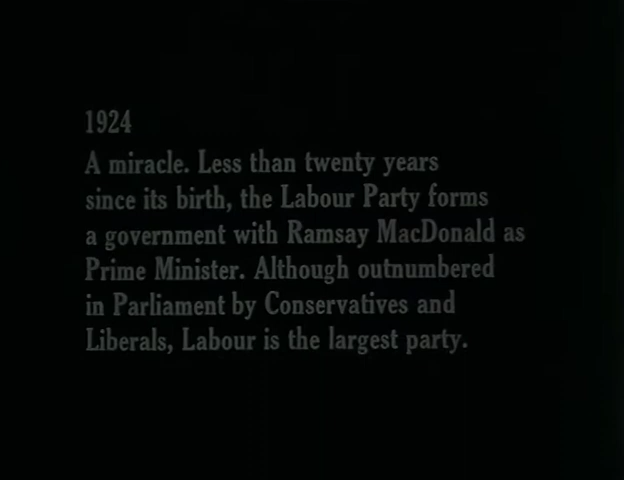 1924
A miracle. Less than twenty years
since its birth, the Labour Party forms
a government with Ramsay MacDonald as
Prime Minister. Although outnumbered
in Parliament by Conservatives and
Liberals, Labour is the largest party.